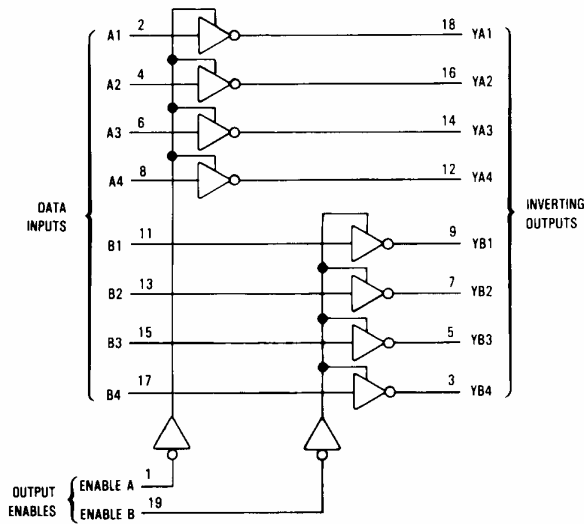 A1 2 18 YA1
A2 4 16 YA2
A3 6 14 YA3
A4 8 12 YA4
DATA INPUTS
INVERTING OUTPUTS
B1 11 9 YB1
B2 13 7 YB2
B3 15 5 YB3
B4 17 3 YB4
OUTPUT ENABLES
ENABLE A 1
ENABLE B 19